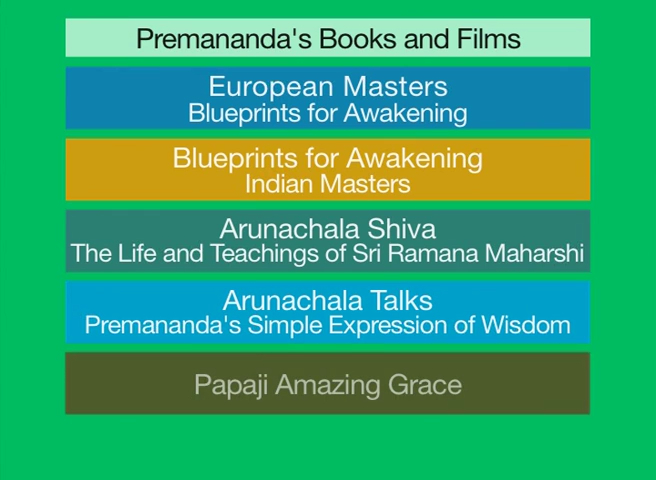 Premananda's Books and Films
European Masters
Blueprints for Awakening
Blueprints for Awakening
Indian Masters
Arunachala Shiva
The Life and Teachings of Sri Ramana Maharshi
Arunachala Talks
Premananda's Simple Expression of Wisdom
Papaji Amazing Grace